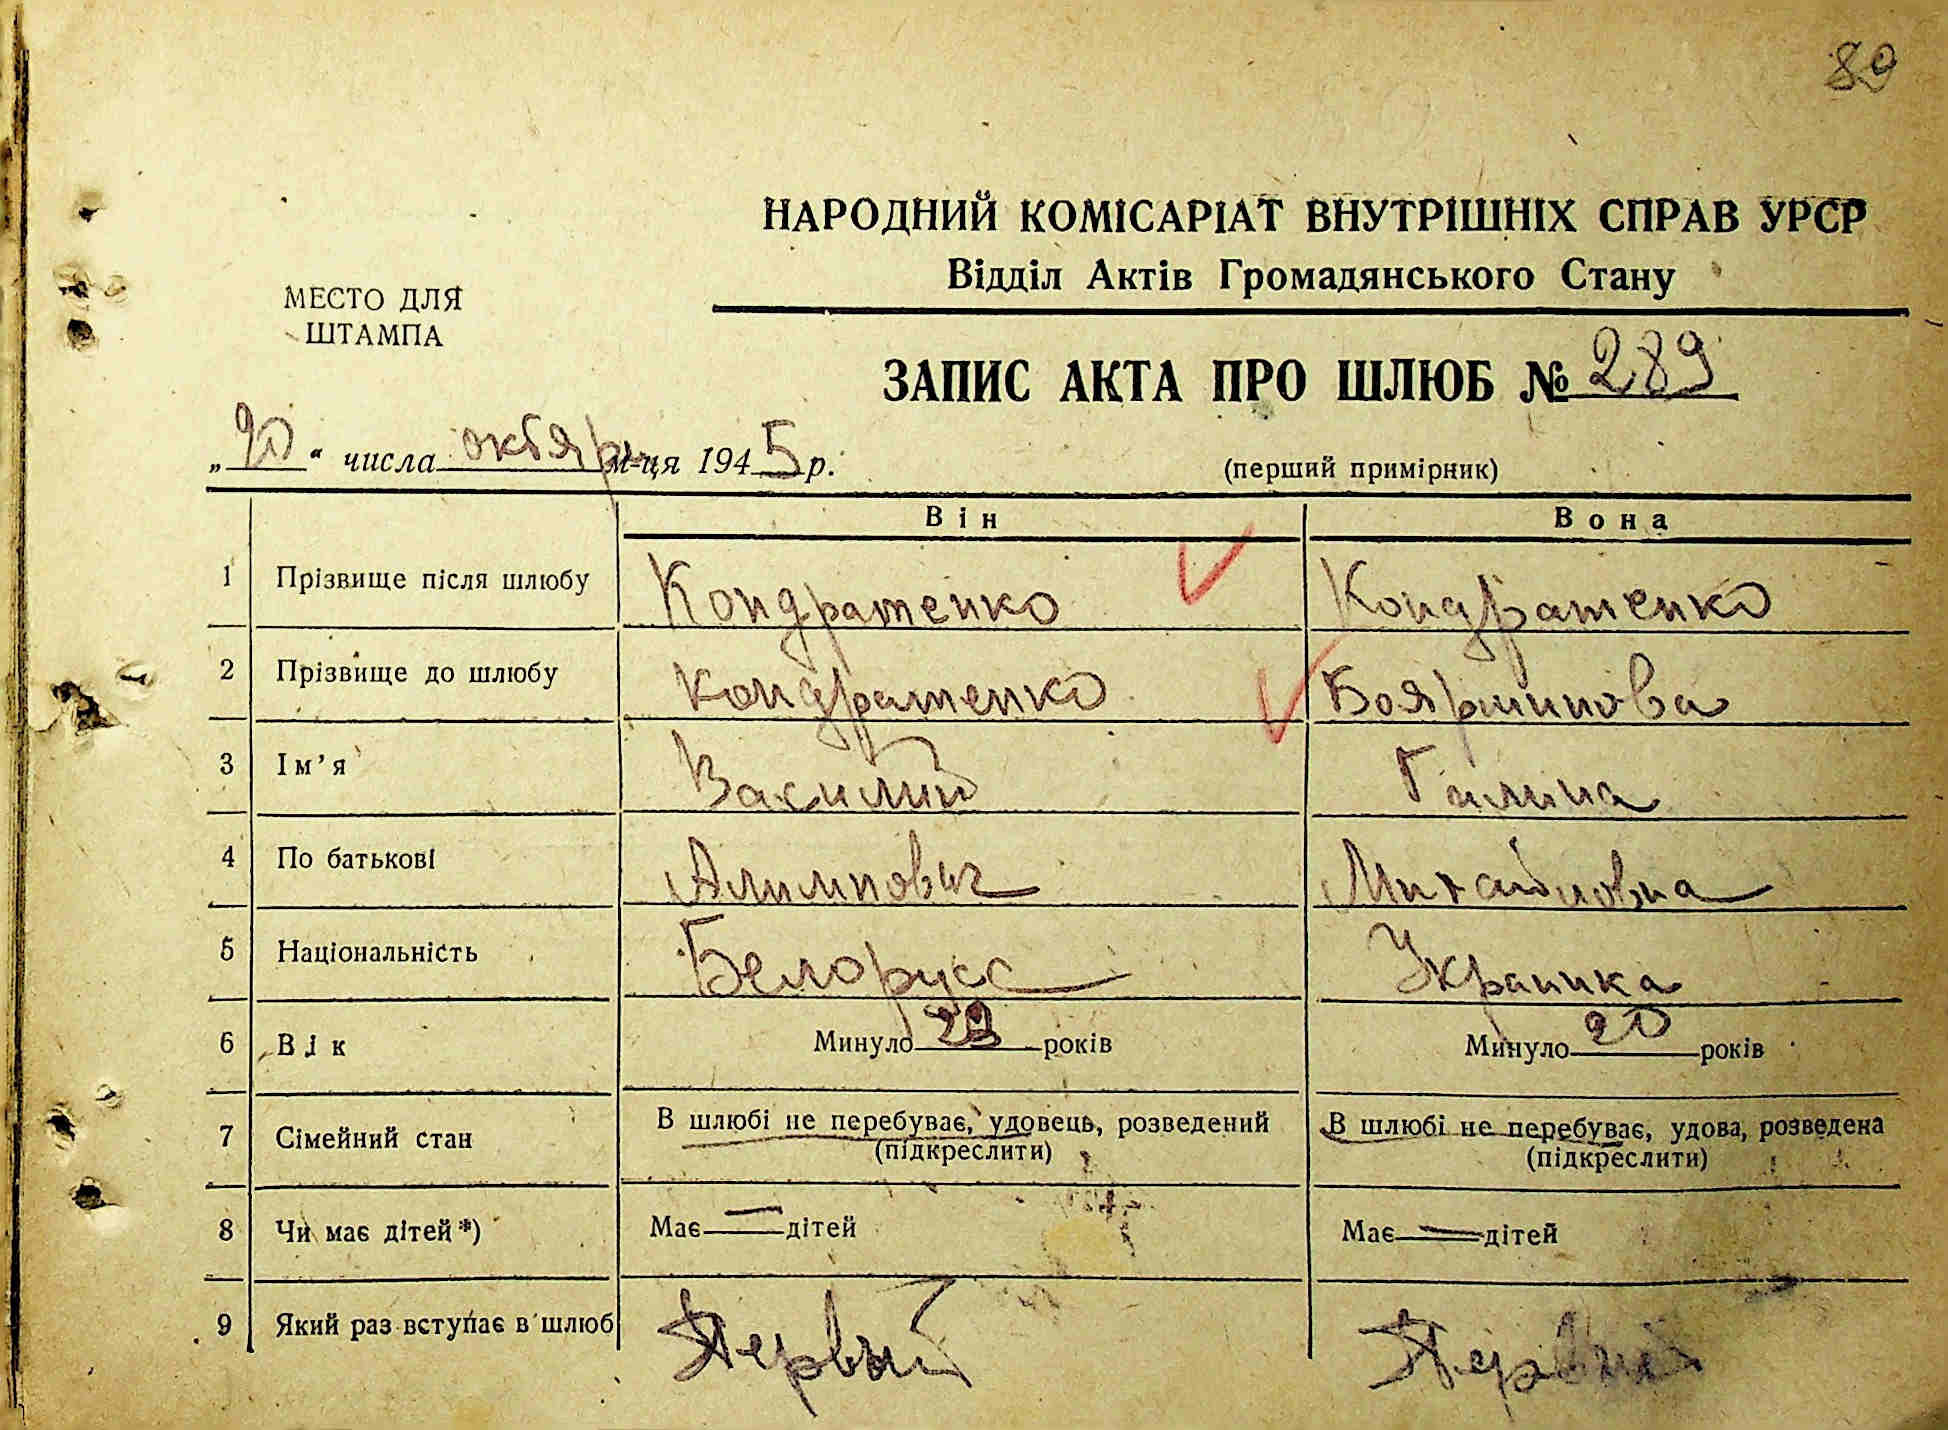 89
НАРОДНИЙ КОМІСАРІАТ ВНУТРІШНІХ СПРАВ УРСР
Відділ Актів Громадянського Стану
МЕСТО ДЛЯ
ШТАМПА
ЗАПИС АКТА ПРО ШЛЮБ № 289
„20“ числа октября м-ця 1945 р.
(перший примірник)
Він Вона
1 Прізвище після шлюбу Кондратенко Кондратенко
2 Прізвище до шлюбу Кондратенко Бояршинова
3 Ім’я Василий Галина
4 По батькові Алимпович Михайловна
5 Національність Белорусс Украинка
6 Вік Минуло років Минуло 20 років
7 Сімейний стан В шлюбі не перебуває, удовець, розведений В шлюбі не перебуває, удова, розведена
(підкреслити) (підкреслити)
8 Чи має дітей*) Має — дітей Має — дітей
9 Який раз вступає в шлюб Первый Первый